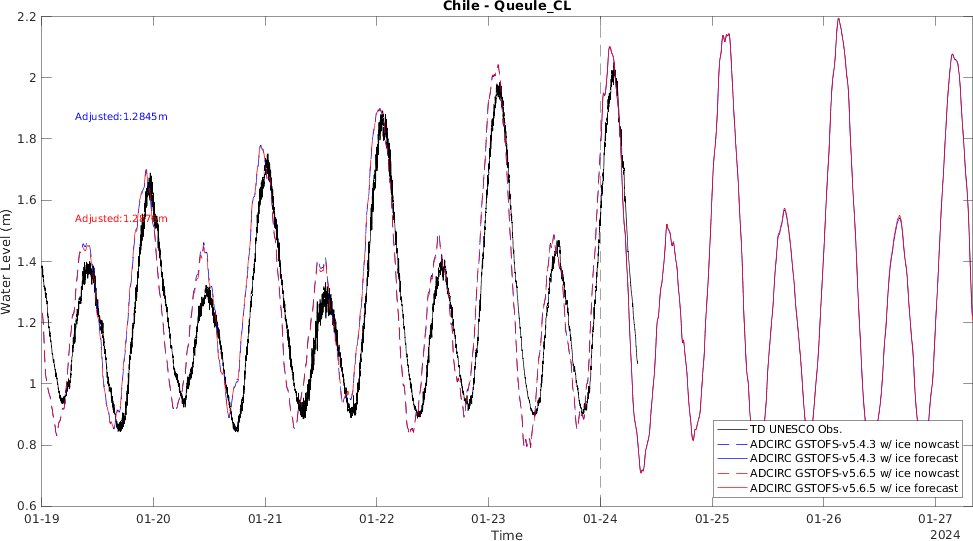 Chile - Queule_CL
2.2
2
1.8
1.6
1.4
1.2
1
0.8
0.6
Water Level (m)
Adjusted:1.2845m
TD UNESCO Obs.
ADCIRC GSTOFS-v5.4.3 w/ ice nowcast
ADCIRC GSTOFS-v5.4.3 w/ ice forecast
ADCIRC GSTOFS-v5.6.5 w/ ice nowcast
ADCIRC GSTOFS-v5.6.5 w/ ice forecast
01-19 01-20 01-21 01-22 01-23 01-24 01-25 01-26 01-27
Time
2024